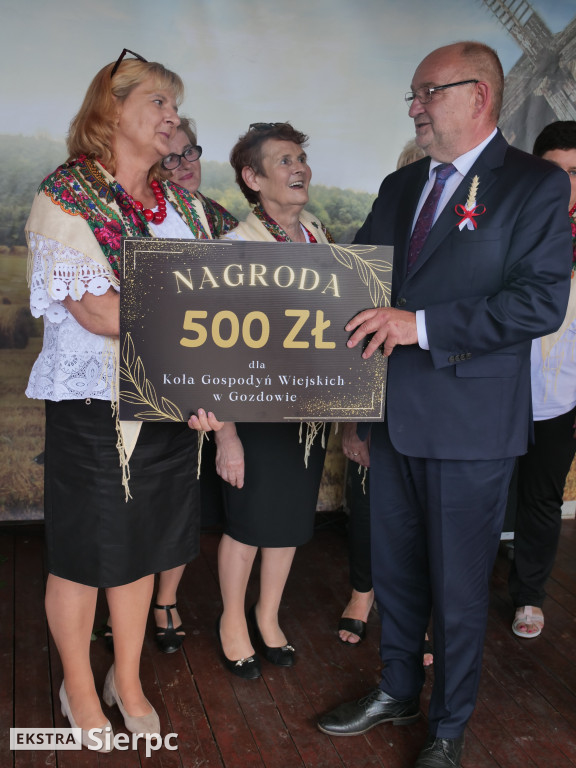 NAGRODA
500 ZŁ
dla
Koła Gospodyń Wiejskich
w Gozdowie
EKSTRA Sierpc